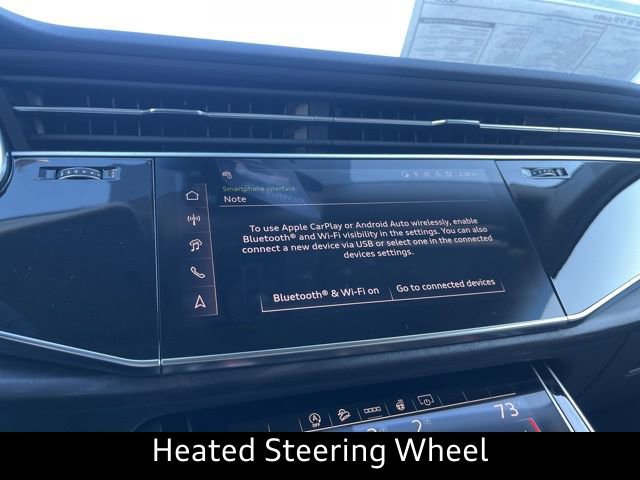 Smartphone interface
Note
To use Apple CarPlay or Android Auto wirelessly, enable
Bluetooth® and Wi-Fi visibility in the settings. You can also
connect a new device via USB or select one in the connected
devices settings.
Bluetooth® & Wi-Fi on
Go to connected devices
OFF
73
2
Heated Steering Wheel